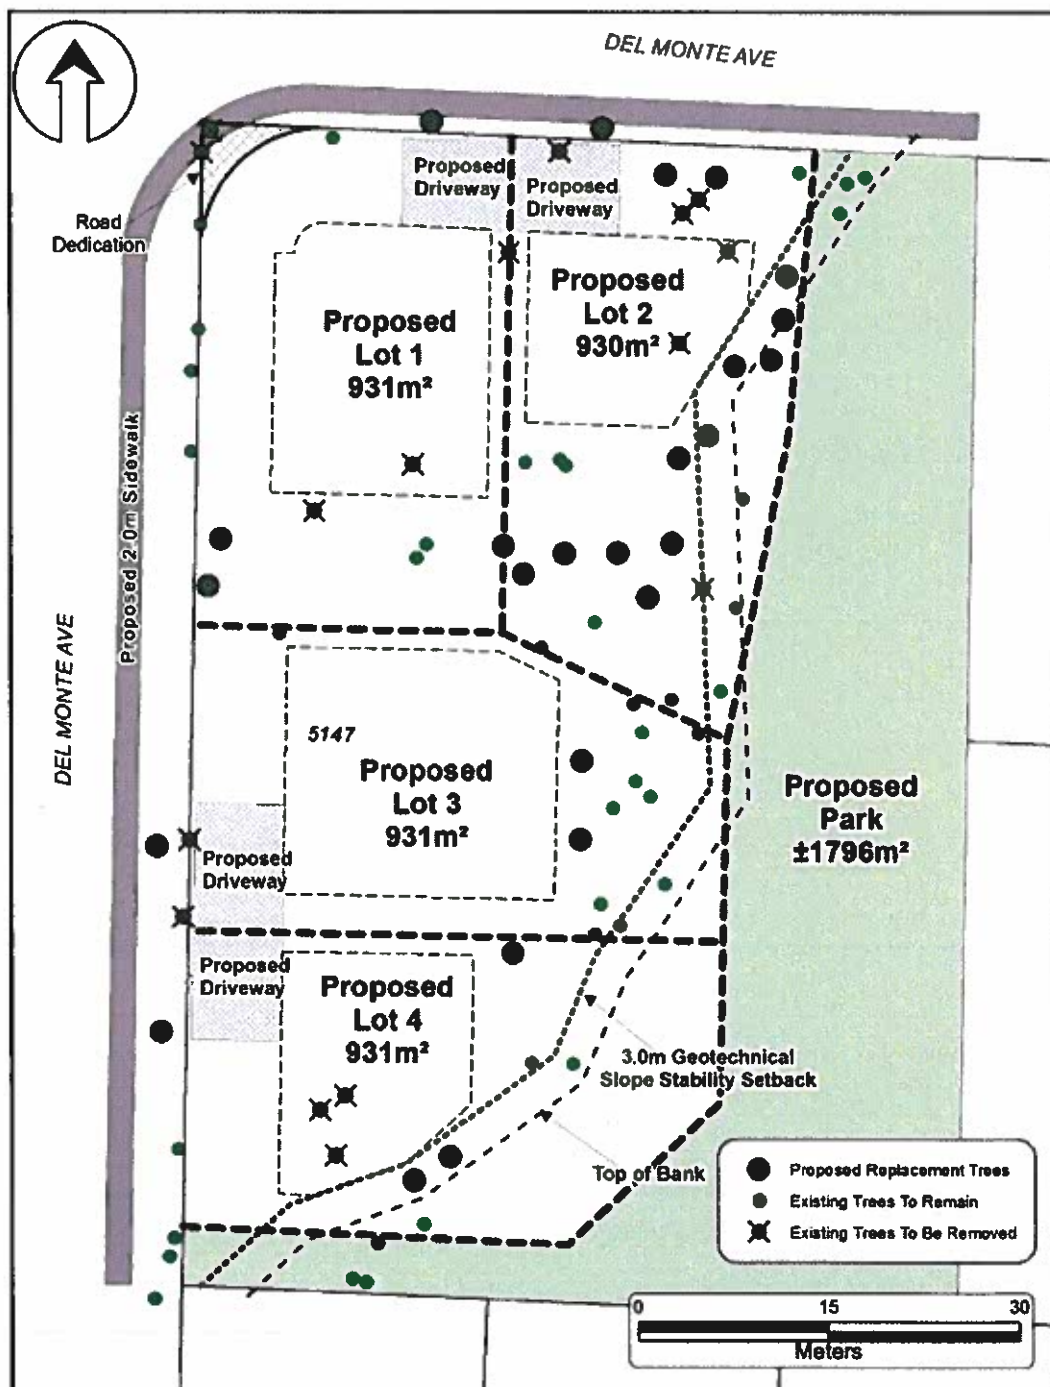 DEL MONTE AVE
Proposed
Driveway
Proposed
Driveway
Road
Dedication
Proposed
Lot 1
931m²
Proposed
Lot 2
930m²
Proposed 2.0m Sidewalk
DEL MONTE AVE
5147
Proposed
Lot 3
931m²
Proposed
Park
±1796m²
Proposed
Driveway
Proposed
Driveway
Proposed
Lot 4
931m²
3.0m Geotechnical
Slope Stability Setback
Top of Bank
Proposed Replacement Trees
Existing Trees To Remain
Existing Trees To Be Removed
0 15 30
Meters